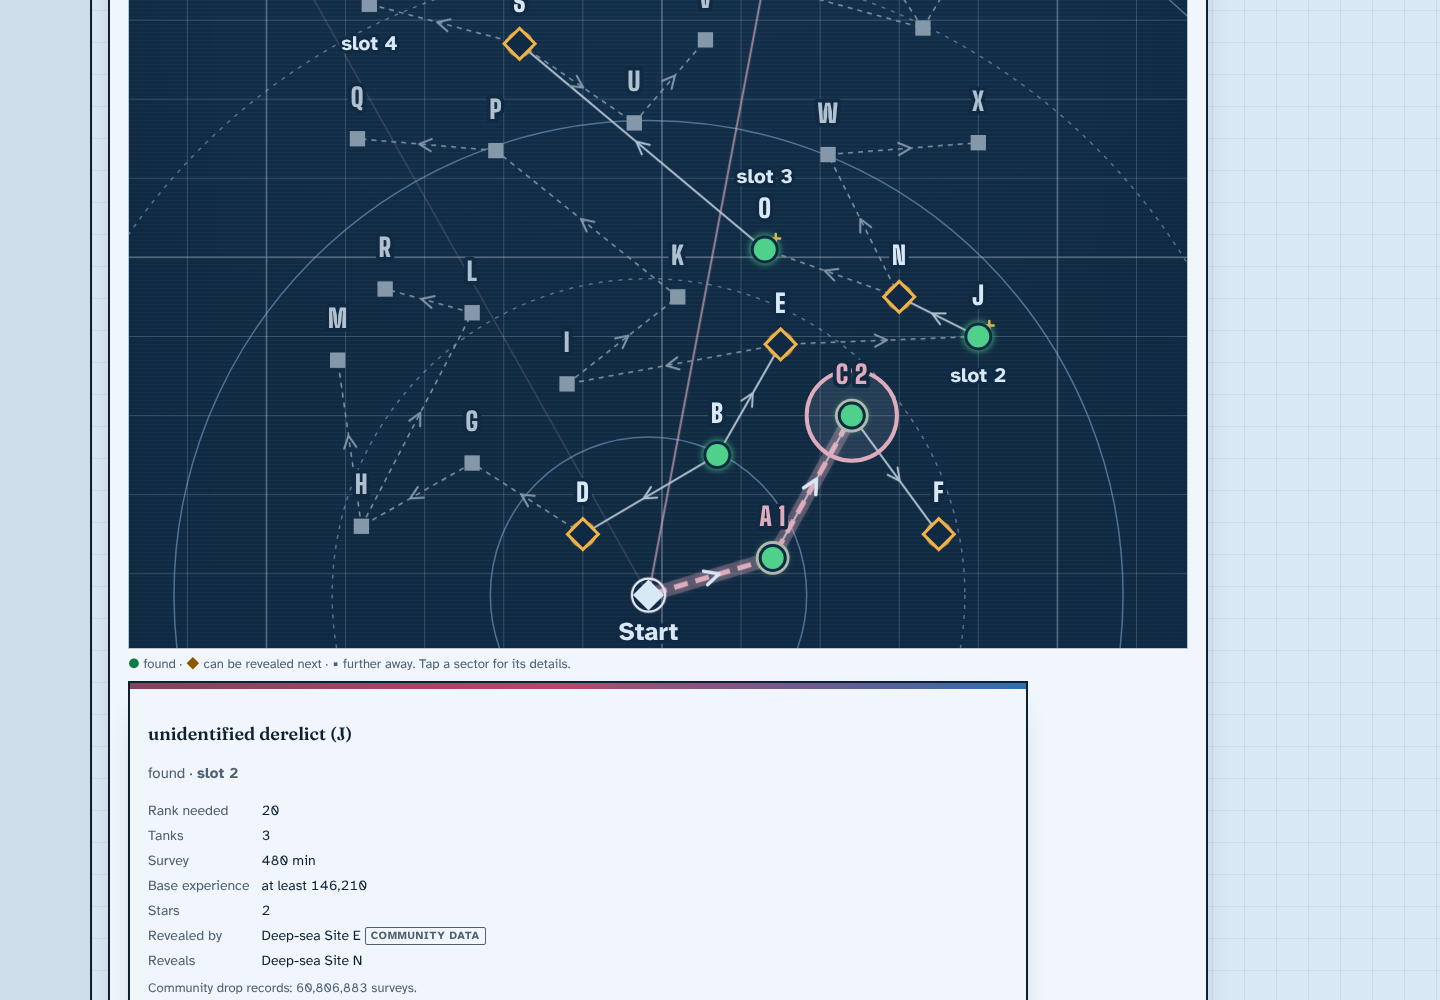 S
V
slot 4
U
Q
P
W
X
slot 3
O
R
L
K
N
E
J
M
I
slot 2
C 2
B
G
H
D
F
A 1
Start
found · can be revealed next · further away. Tap a sector for its details.
unidentified derelict (J)
found · slot 2
Rank needed 20
Tanks 3
Survey 480 min
Base experience at least 146,210
Stars 2
Revealed by Deep-sea Site E COMMUNITY DATA
Reveals Deep-sea Site N
Community drop records: 60,806,883 surveys.